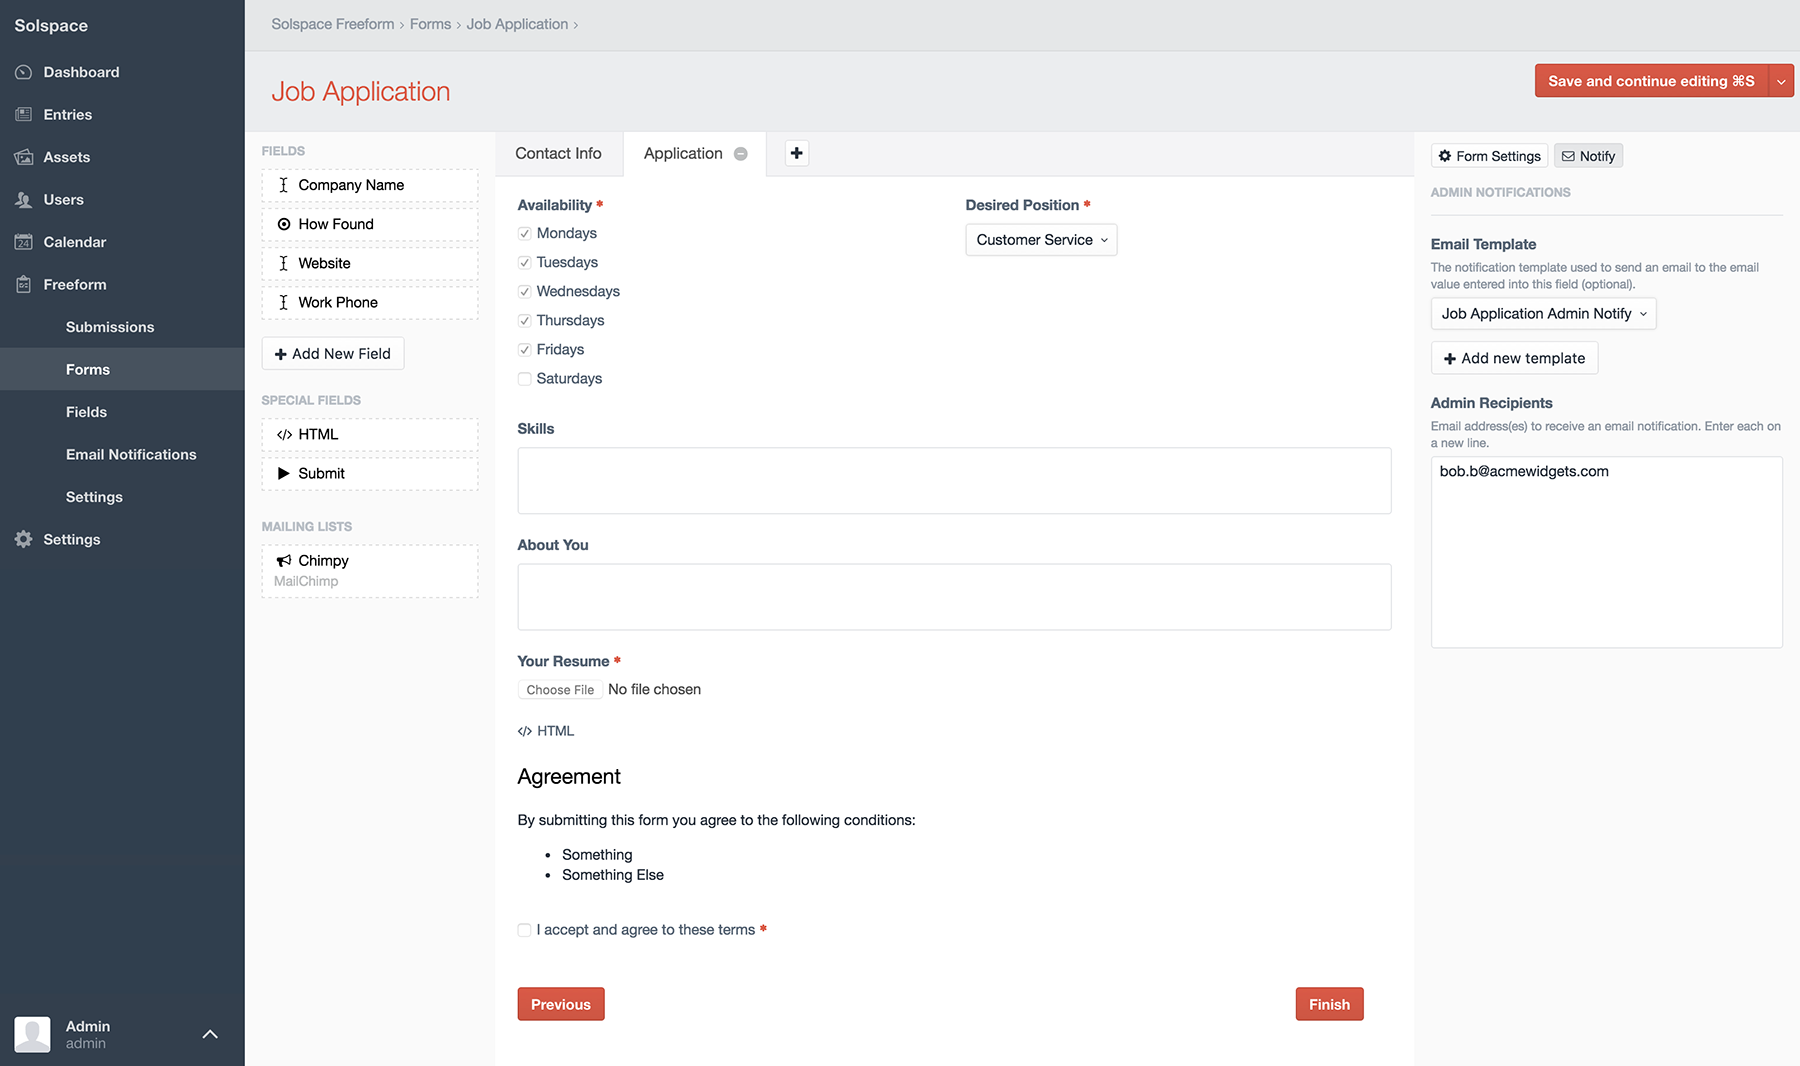 Solspace
Dashboard
Entries
Assets
Users
24
Calendar
Freeform
Submissions
Forms
Fields
Email Notifications
Settings
Settings
Admin
admin
Solspace Freeform › Forms › Job Application ›
Job Application
Save and continue editing ⌘S
FIELDS
Company Name
How Found
Website
Work Phone
Add New Field
SPECIAL FIELDS
</> HTML
Submit
MAILING LISTS
Chimpy
MailChimp
Contact Info
Application
Availability *
Mondays
Tuesdays
Wednesdays
Thursdays
Fridays
Saturdays
Desired Position *
Customer Service
Skills
About You
Your Resume *
Choose File No file chosen
</> HTML
Agreement
By submitting this form you agree to the following conditions:
• Something
• Something Else
I accept and agree to these terms *
Previous
Finish
Form Settings
Notify
ADMIN NOTIFICATIONS
Email Template
The notification template used to send an email to the email
value entered into this field (optional).
Job Application Admin Notify
Add new template
Admin Recipients
Email address(es) to receive an email notification. Enter each on
a new line.
bob.b@acmewidgets.com